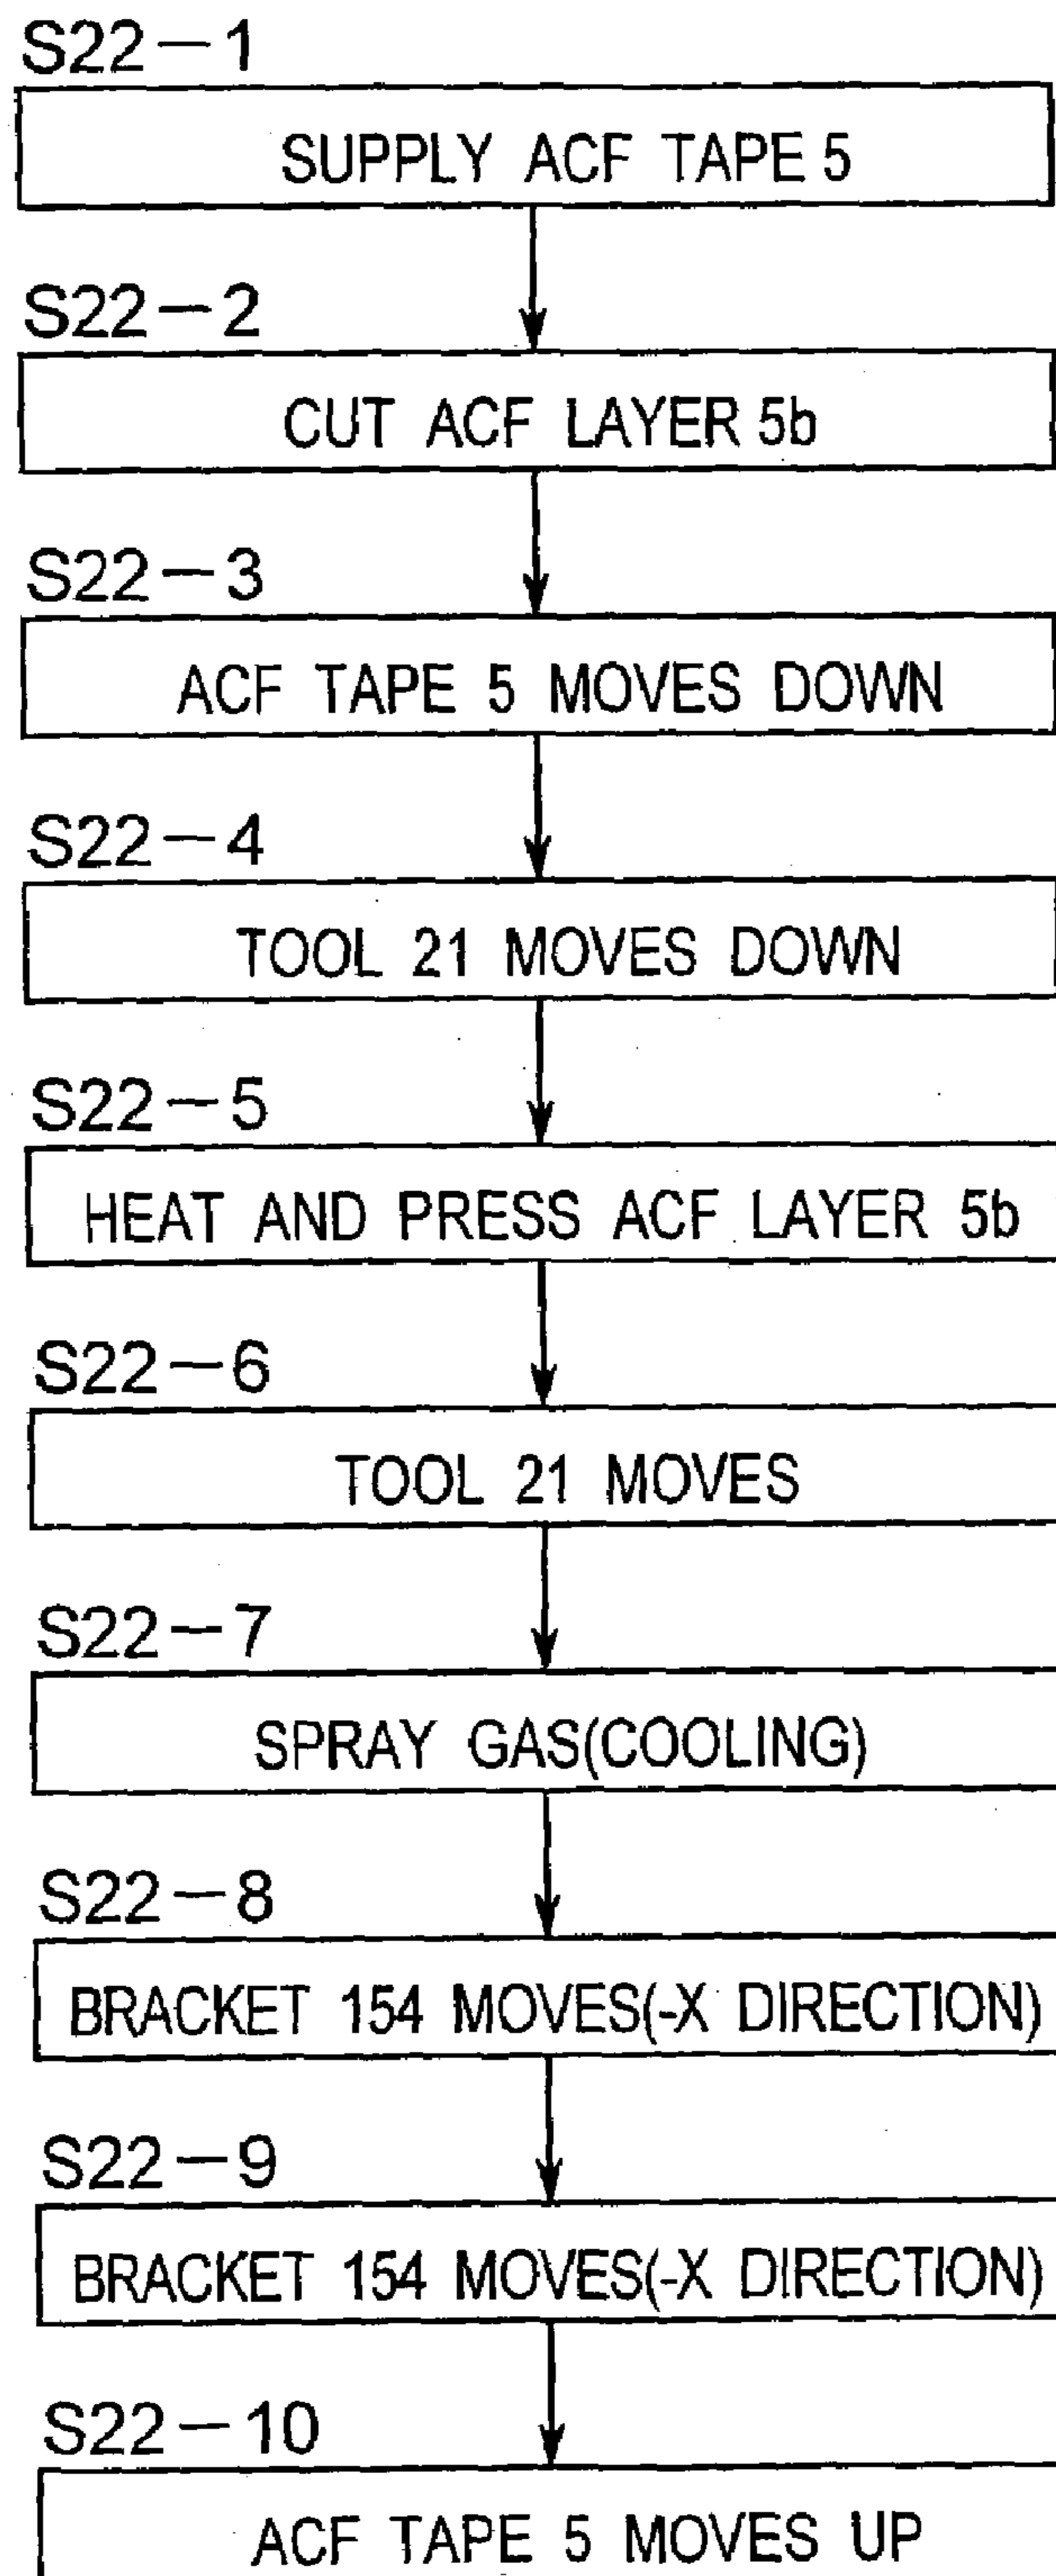 S22-1
SUPPLY ACF TAPE 5
S22-2
CUT ACF LAYER 5b
S22-3
ACF TAPE 5 MOVES DOWN
S22-4
TOOL 21 MOVES DOWN
S22-5
HEAT AND PRESS ACF LAYER 5b
S22-6
TOOL 21 MOVES
S22-7
SPRAY GAS(COOLING)
S22-8
BRACKET 154 MOVES(-X DIRECTION)
S22-9
BRACKET 154 MOVES(-X DIRECTION)
S22-10
ACF TAPE 5 MOVES UP